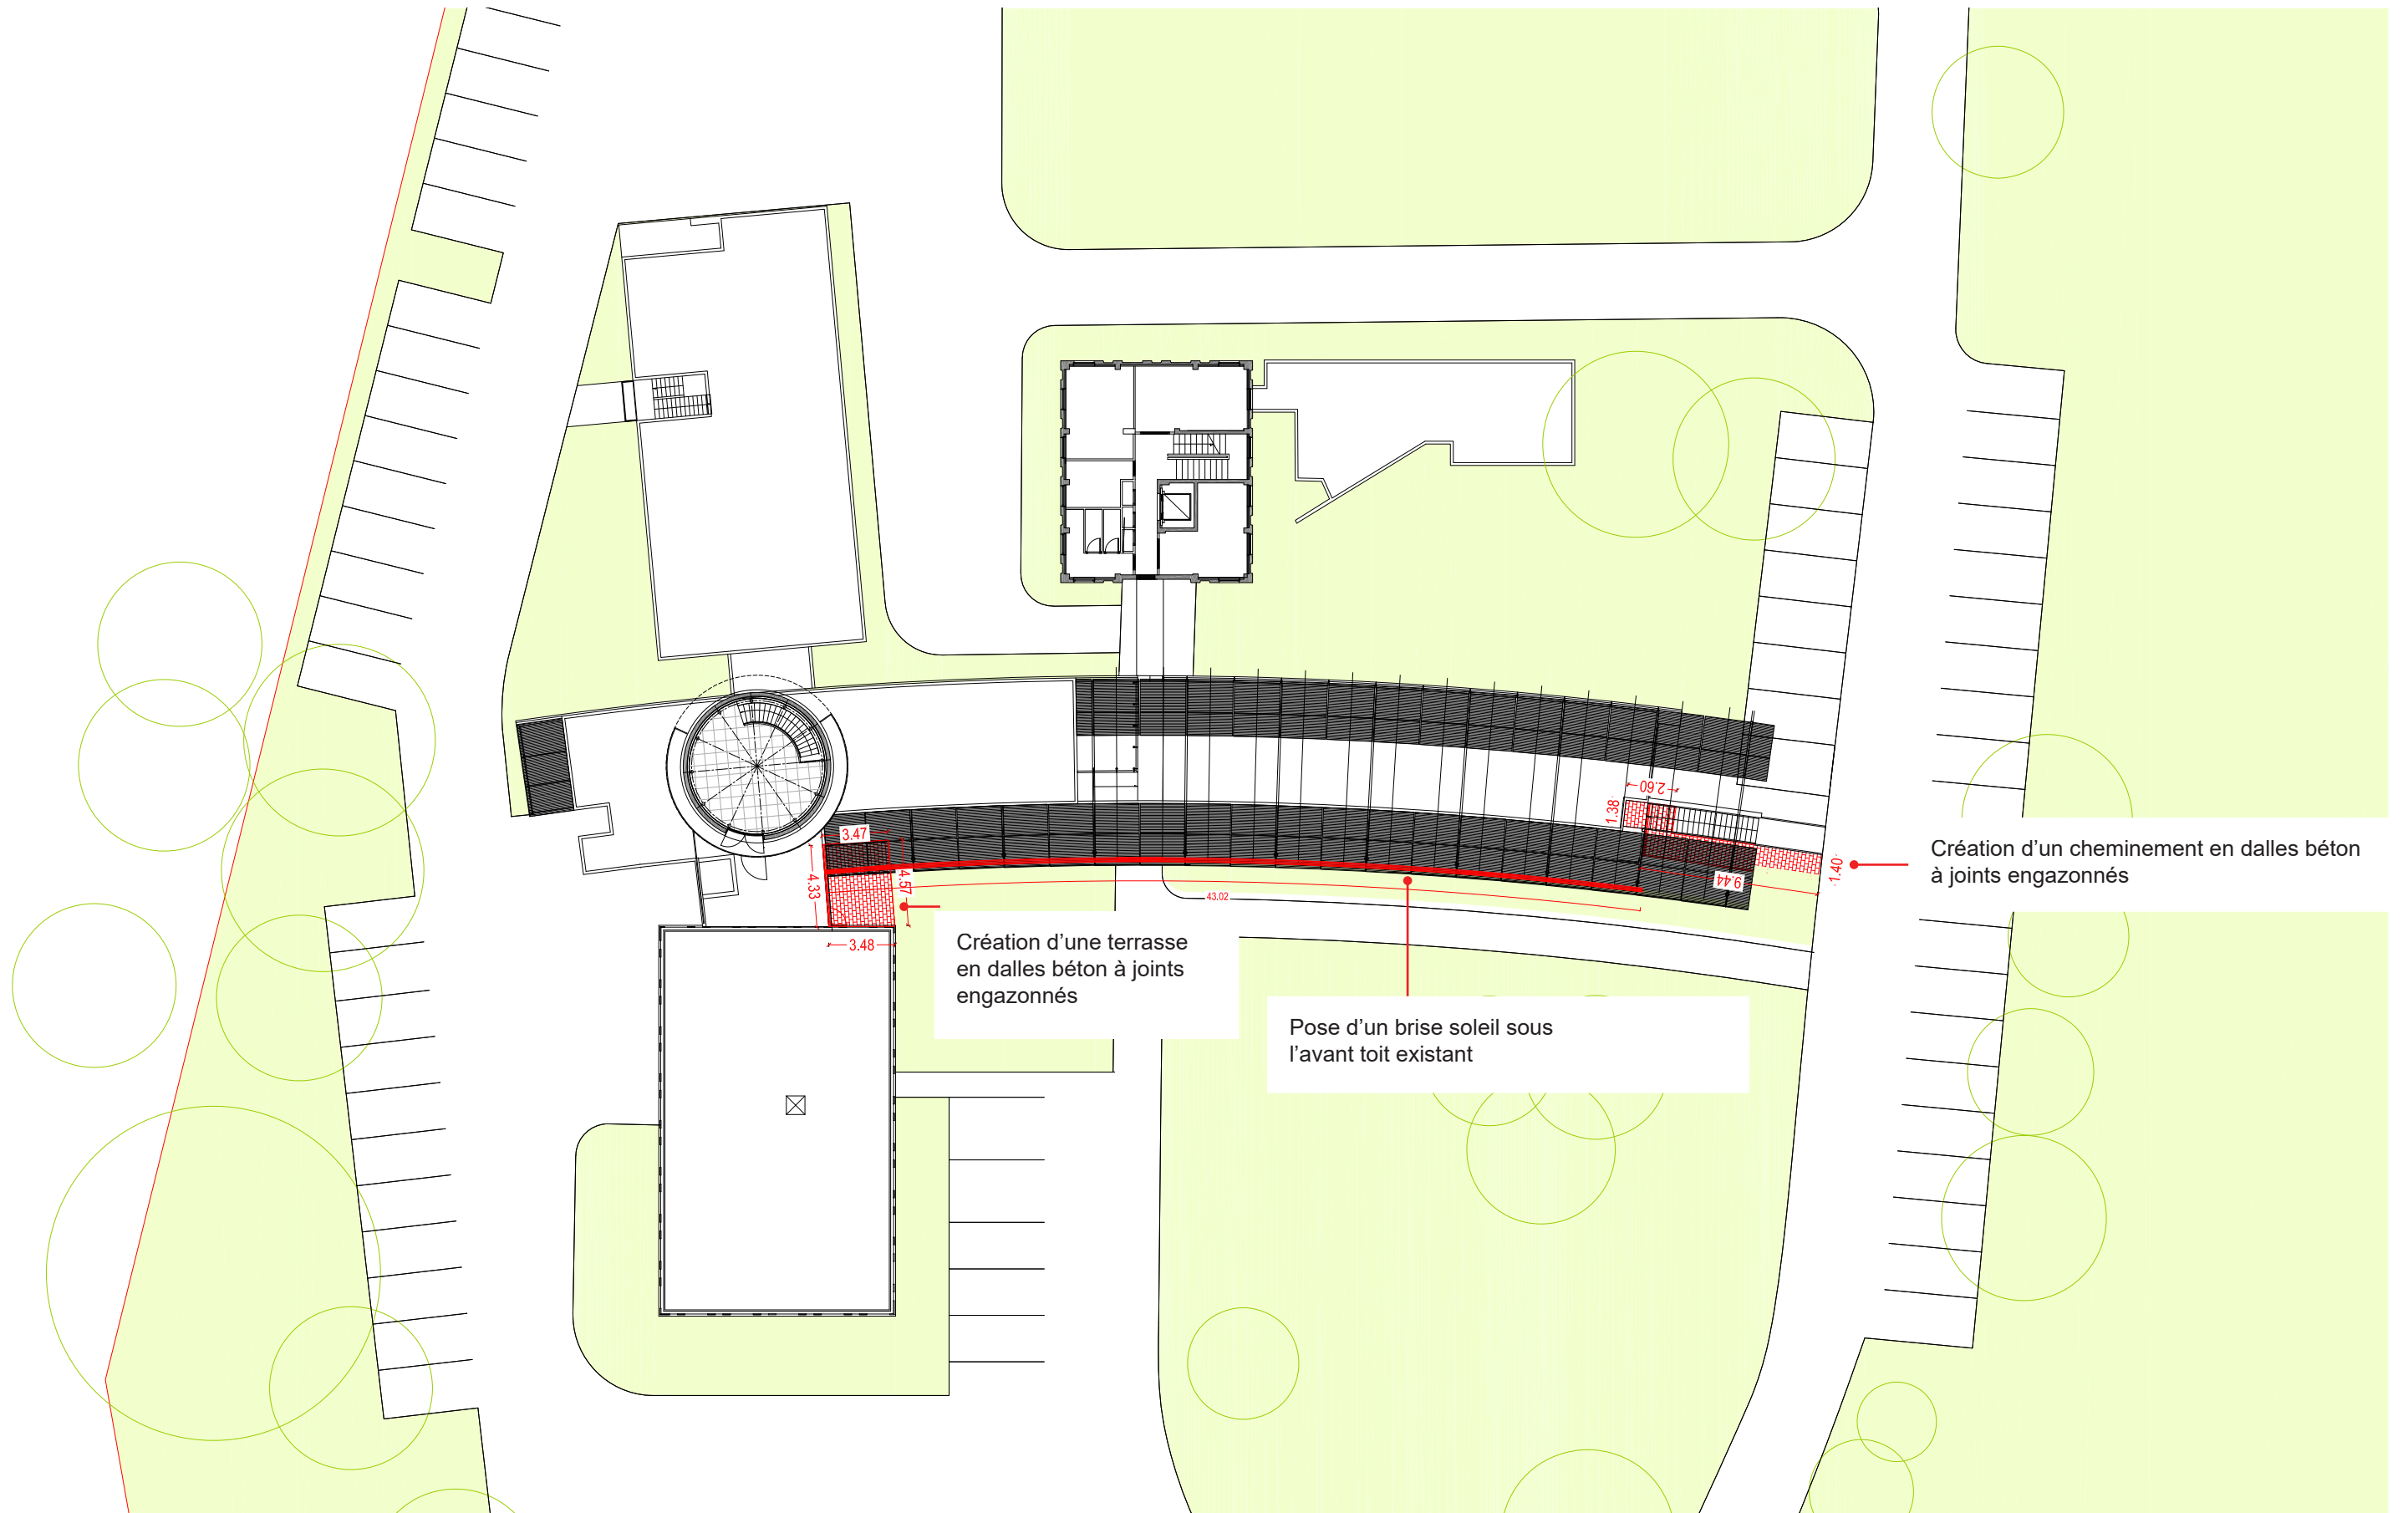 2.60
1.38
3.47
Création d’un cheminement en dalles béton
à joints engazonnés
1.40
9.44
4.33
4.57
43.02
3.48
Création d’une terrasse
en dalles béton à joints
engazonnés
Pose d’un brise soleil sous
l’avant toit existant